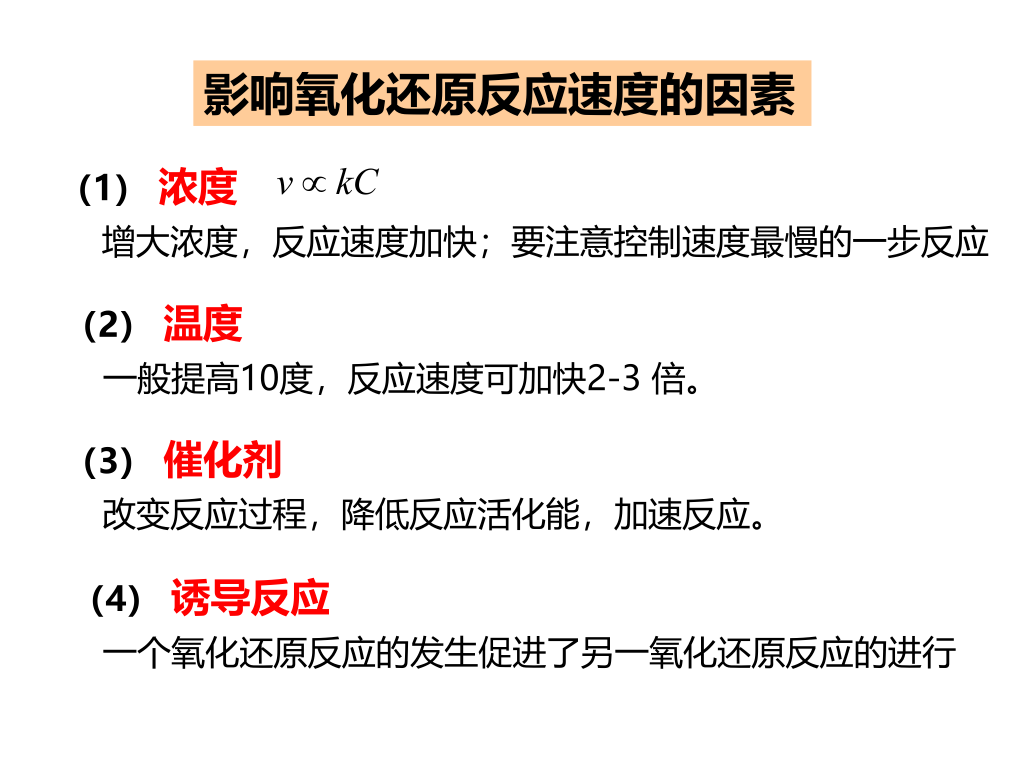 影响氧化还原反应速度的因素
(1) 浓度 v ∝ kC
增大浓度，反应速度加快；要注意控制速度最慢的一步反应
(2) 温度
一般提高10度，反应速度可加快2-3 倍。
(3) 催化剂
改变反应过程，降低反应活化能，加速反应。
(4) 诱导反应
一个氧化还原反应的发生促进了另一氧化还原反应的进行